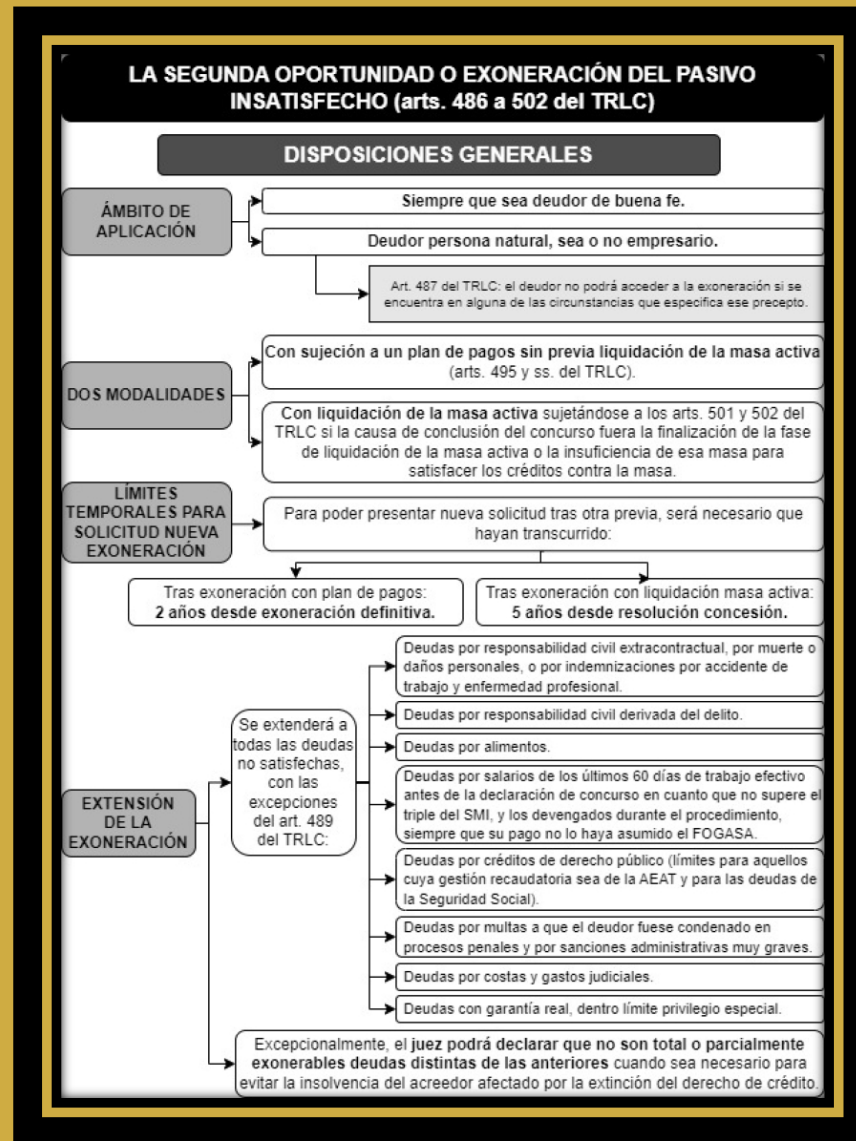 LA SEGUNDA OPORTUNIDAD O EXONERACIÓN DEL PASIVO
INSATISFECHO (arts. 486 a 502 del TRLC)
DISPOSICIONES GENERALES
ÁMBITO DE
APLICACIÓN
Siempre que sea deudor de buena fe.
Deudor persona natural, sea o no empresario.
Art. 487 del TRLC: el deudor no podrá acceder a la exoneración si se
encuentra en alguna de las circunstancias que especifica ese precepto.
DOS MODALIDADES
Con sujeción a un plan de pagos sin previa liquidación de la masa activa
(arts. 495 y ss. del TRLC).
Con liquidación de la masa activa sujetándose a los arts. 501 y 502 del
TRLC si la causa de conclusión del concurso fuera la finalización de la fase
de liquidación de la masa activa o la insuficiencia de esa masa para
satisfacer los créditos contra la masa.
LÍMITES
TEMPORALES PARA
SOLICITUD NUEVA
EXONERACIÓN
Para poder presentar nueva solicitud tras otra previa, será necesario que
hayan transcurrido:
Tras exoneración con plan de pagos:
2 años desde exoneración definitiva.
Tras exoneración con liquidación masa activa:
5 años desde resolución concesión.
EXTENSIÓN
DE LA
EXONERACIÓN
Se extenderá a
todas las deudas
no satisfechas,
con las
excepciones
del art. 489
del TRLC:
Deudas por responsabilidad civil extracontractual, por muerte o
daños personales, o por indemnizaciones por accidente de
trabajo y enfermedad profesional.
Deudas por responsabilidad civil derivada del delito.
Deudas por alimentos.
Deudas por salarios de los últimos 60 días de trabajo efectivo
antes de la declaración de concurso en cuanto que no supere el
triple del SMI, y los devengados durante el procedimiento,
siempre que su pago no lo haya asumido el FOGASA.
Deudas por créditos de derecho público (límites para aquellos
cuya gestión recaudatoria sea de la AEAT y para las deudas de
la Seguridad Social).
Deudas por multas a que el deudor fuese condenado en
procesos penales y por sanciones administrativas muy graves.
Deudas por costas y gastos judiciales.
Deudas con garantía real, dentro límite privilegio especial.
Excepcionalmente, el juez podrá declarar que no son total o parcialmente
exonerables deudas distintas de las anteriores cuando sea necesario para
evitar la insolvencia del acreedor afectado por la extinción del derecho de crédito.